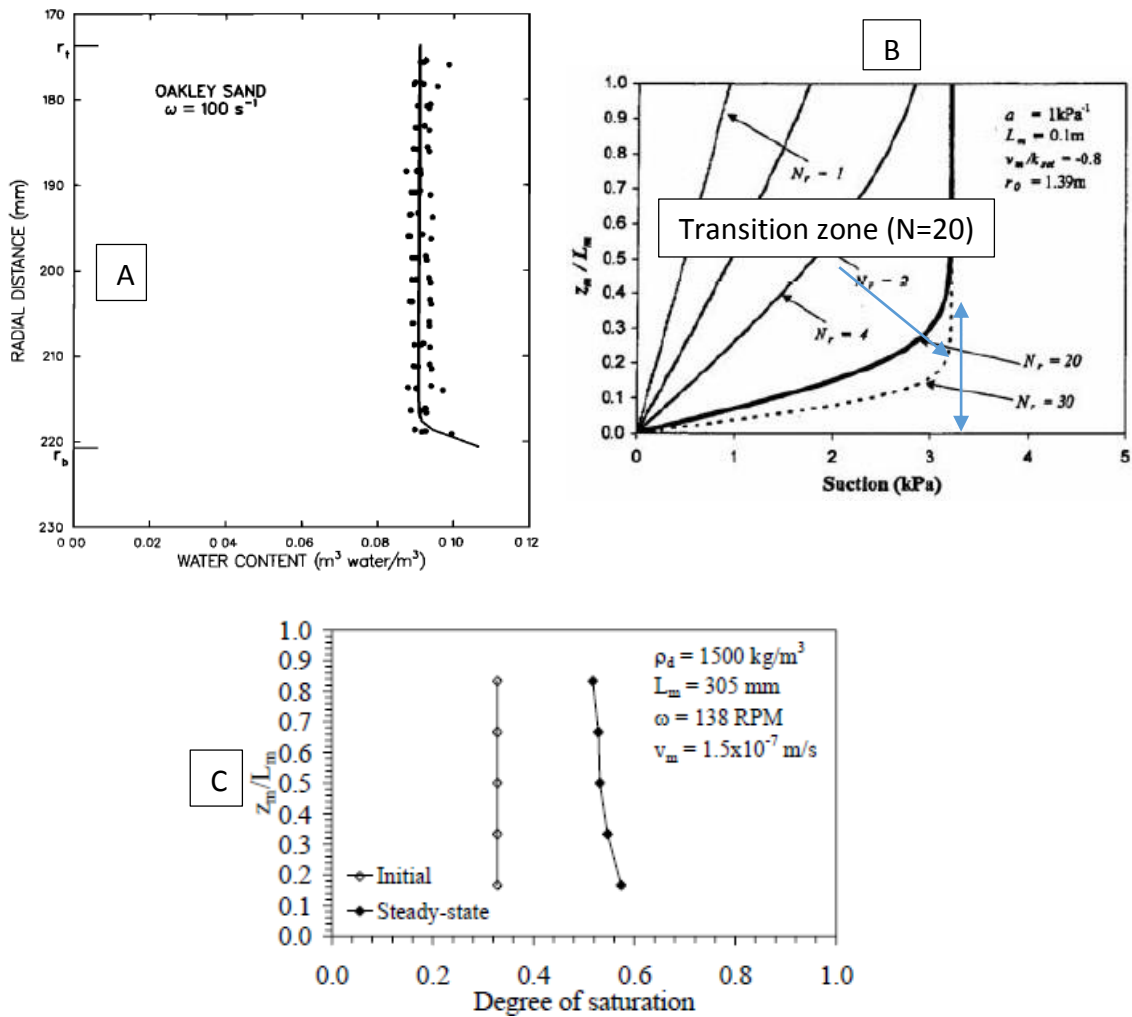 170
r_t
180
190
200
210
220
r_b
230
RADIAL DISTANCE (mm)
OAKLEY SAND
ω = 100 s⁻¹
A
0 00 0 02 0 04 0 06 0 08 0 10 0 12
WATER CONTENT (m³ water/m³)
B
1.0
0.9
0.8
0.7
0.6
0.5
0.4
0.3
0.2
0.1
0.0
z_m / L_m
a = 1kPa⁻¹
L_m = 0.1m
v_m/k_sat = -0.8
r_0 = 1.39m
N_r = 1
Transition zone (N=20)
N_r = 2
N_r = 4
N_r = 20
N_r = 30
0 1 2 3 4 5
Suction (kPa)
C
1.0
0.9
0.8
0.7
0.6
0.5
0.4
0.3
0.2
0.1
0.0
z_m/L_m
ρ_d = 1500 kg/m³
L_m = 305 mm
ω = 138 RPM
v_m = 1.5x10⁻⁷ m/s
Initial
Steady-state
0.0 0.2 0.4 0.6 0.8 1.0
Degree of saturation